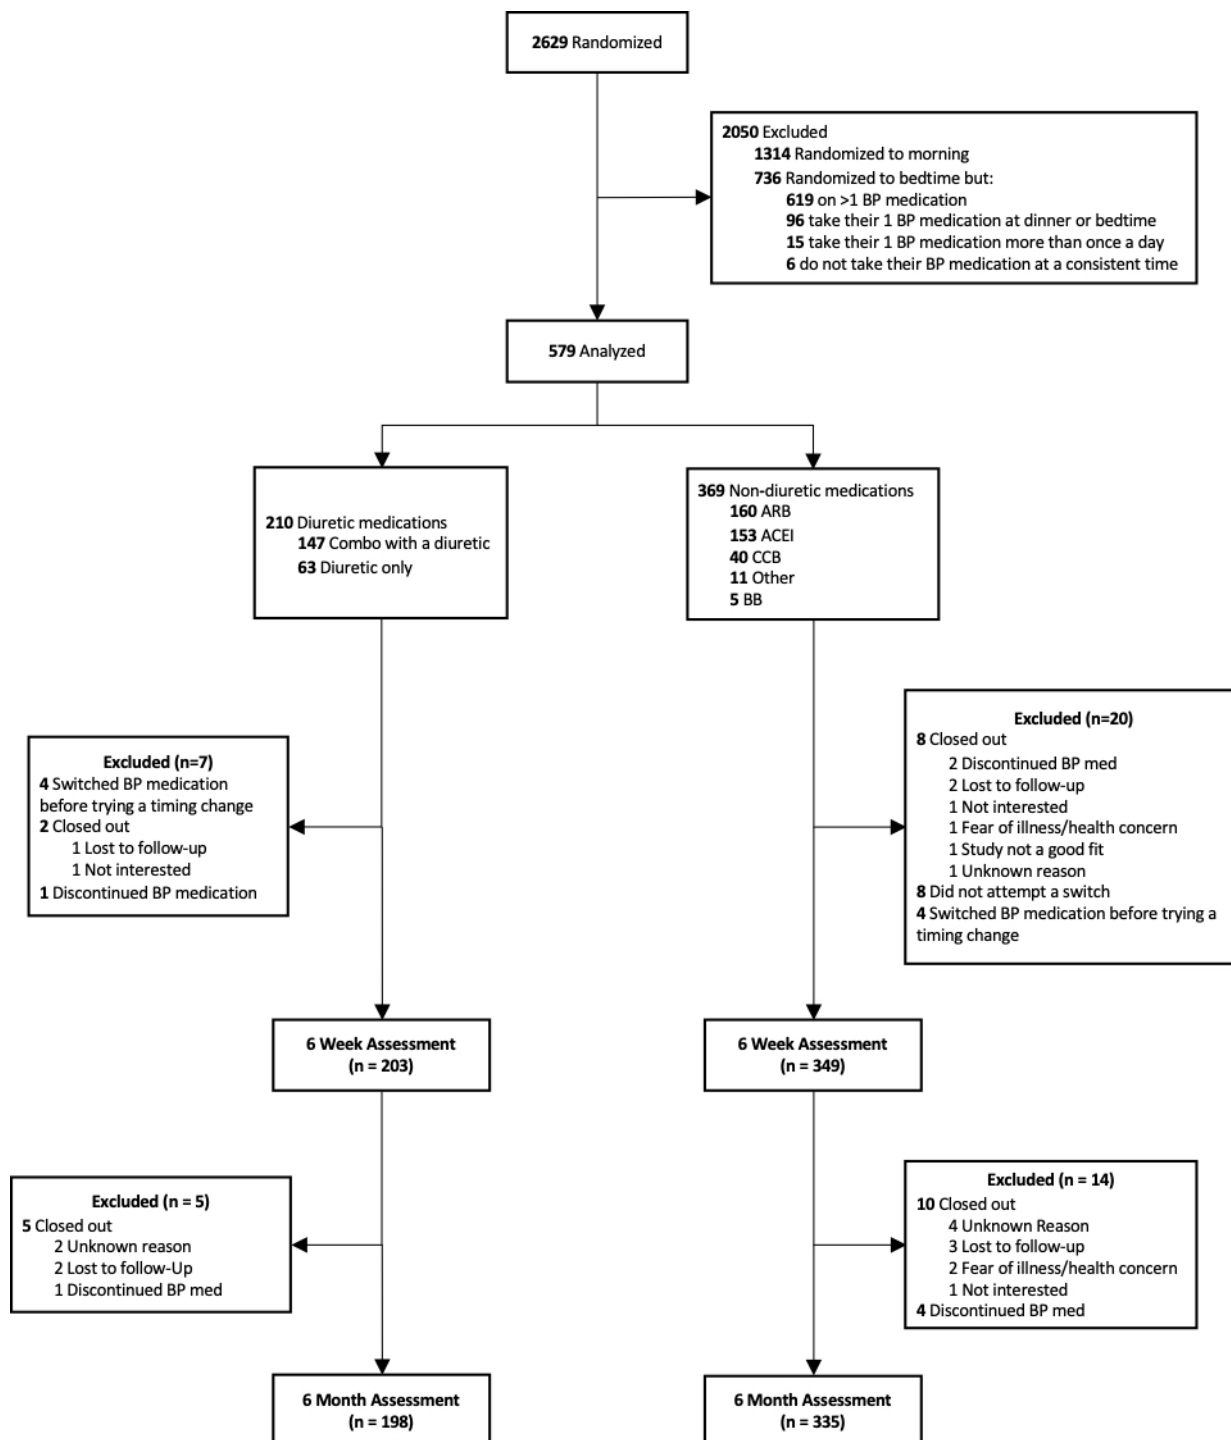 2629 Randomized
2050 Excluded
1314 Randomized to morning
736 Randomized to bedtime but:
619 on >1 BP medication
96 take their 1 BP medication at dinner or bedtime
15 take their 1 BP medication more than once a day
6 do not take their BP medication at a consistent time
579 Analyzed
210 Diuretic medications
147 Combo with a diuretic
63 Diuretic only
369 Non-diuretic medications
160 ARB
153 ACEI
40 CCB
11 Other
5 BB
Excluded (n=7)
4 Switched BP medication
before trying a timing change
2 Closed out
1 Lost to follow-up
1 Not interested
1 Discontinued BP medication
Excluded (n=20)
8 Closed out
2 Discontinued BP med
2 Lost to follow-up
1 Not interested
1 Fear of illness/health concern
1 Study not a good fit
1 Unknown reason
8 Did not attempt a switch
4 Switched BP medication before trying a
timing change
6 Week Assessment
(n = 203)
6 Week Assessment
(n = 349)
Excluded (n = 5)
5 Closed out
2 Unknown reason
2 Lost to follow-Up
1 Discontinued BP med
Excluded (n = 14)
10 Closed out
4 Unknown Reason
3 Lost to follow-up
2 Fear of illness/health concern
1 Not interested
4 Discontinued BP med
6 Month Assessment
(n = 198)
6 Month Assessment
(n = 335)